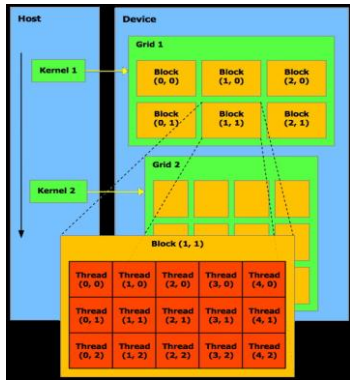 Host
Device
Grid 1
Kernel 1
Block
(0, 0)
Block
(1, 0)
Block
(2, 0)
Block
(0, 1)
Block
(1, 1)
Block
(2, 1)
Grid 2
Kernel 2
Block (1, 1)
Thread
(0, 0)
Thread
(1, 0)
Thread
(2, 0)
Thread
(3, 0)
Thread
(4, 0)
Thread
(0, 1)
Thread
(1, 1)
Thread
(2, 1)
Thread
(3, 1)
Thread
(4, 1)
Thread
(0, 2)
Thread
(1, 2)
Thread
(2, 2)
Thread
(3, 2)
Thread
(4, 2)